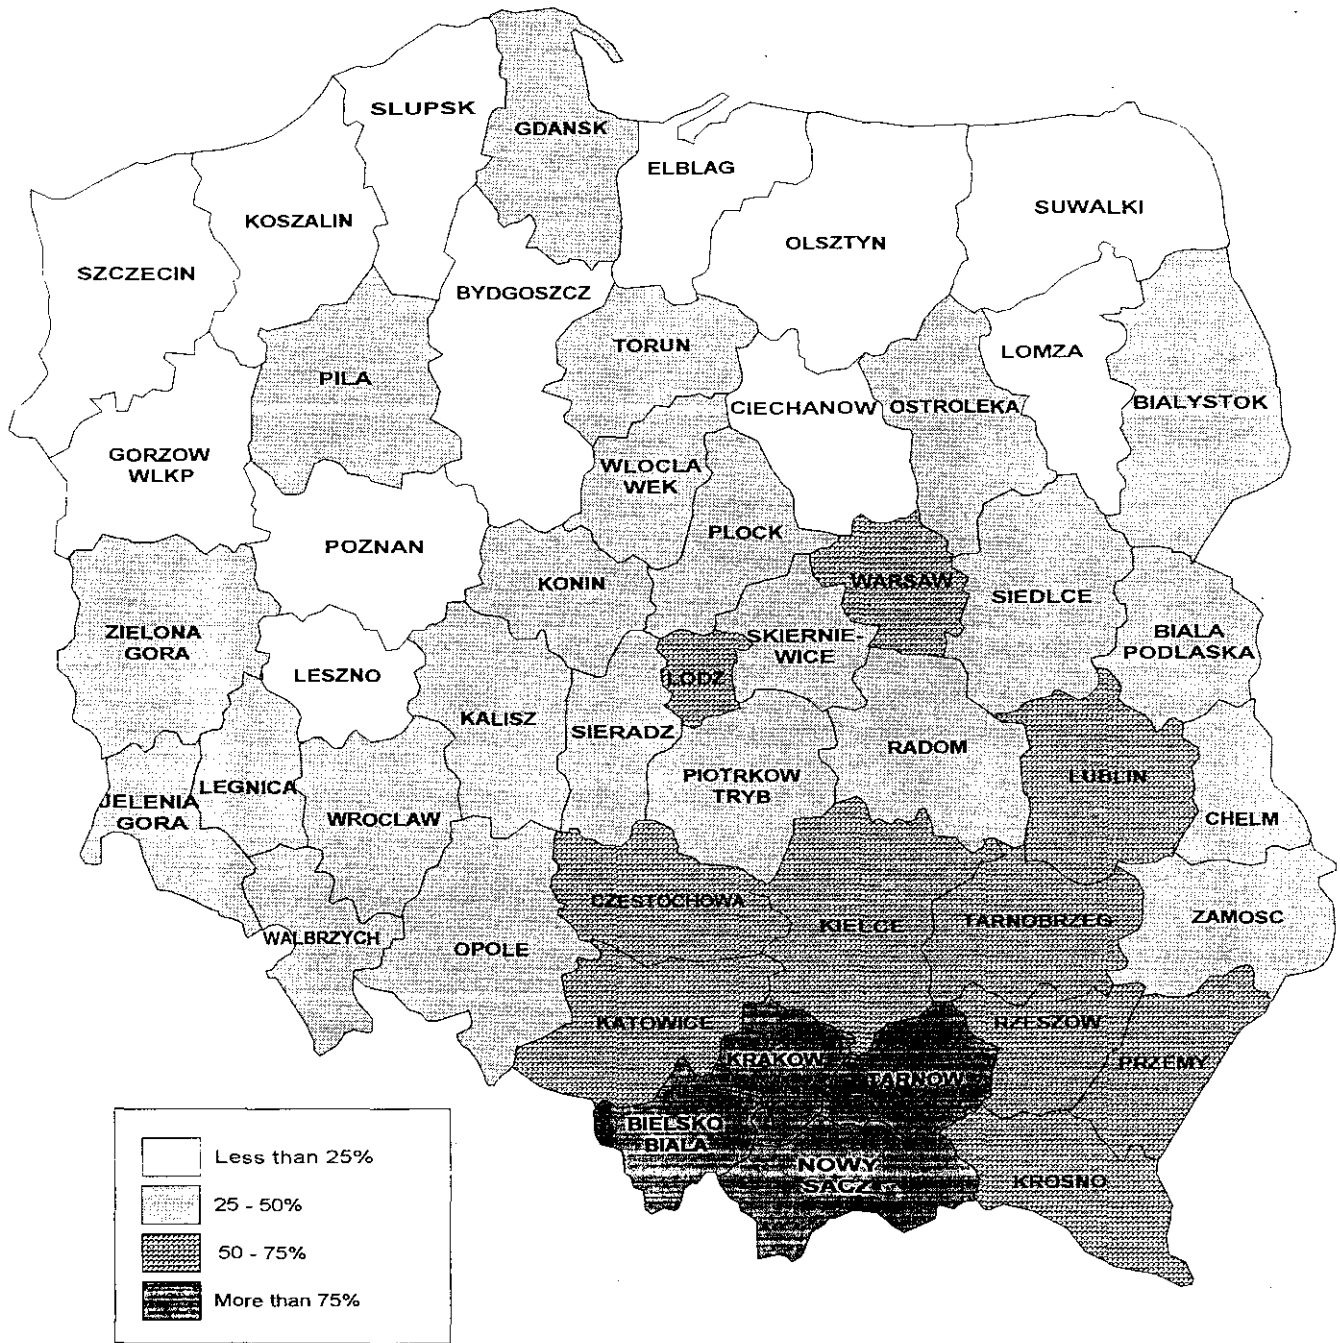 SLUPSK
GDANSK
ELBLAG
KOSZALIN
SUWALKI
OLSZTYN
SZCZECIN
BYDGOSZCZ
TORUN
LOMZA
PILA
CIECHANOW
OSTROLEKA
BIALYSTOK
GORZOW
WLKP
WLOCLA
WEK
PLOCK
POZNAN
KONIN
WARSAW
SIEDLCE
ZIELONA
GORA
SKIERNIE-
WICE
BIALA
PODLASKA
LESZNO
LODZ
KALISZ
SIERADZ
RADOM
PIOTRKOW
TRYB
LUBLIN
LEGNICA
JELENIA
GORA
WROCLAW
CHELM
CZESTOCHOWA
KIELCE
TARNOBRZEG
ZAMOSC
WALBRZYCH
OPOLE
KATOWICE
RZESZOW
KRAKOW
TARNOW
PRZEMY
BIELSKO
BIALA
NOWY
SACZ
KROSNO
Less than 25%
25 - 50%
50 - 75%
More than 75%